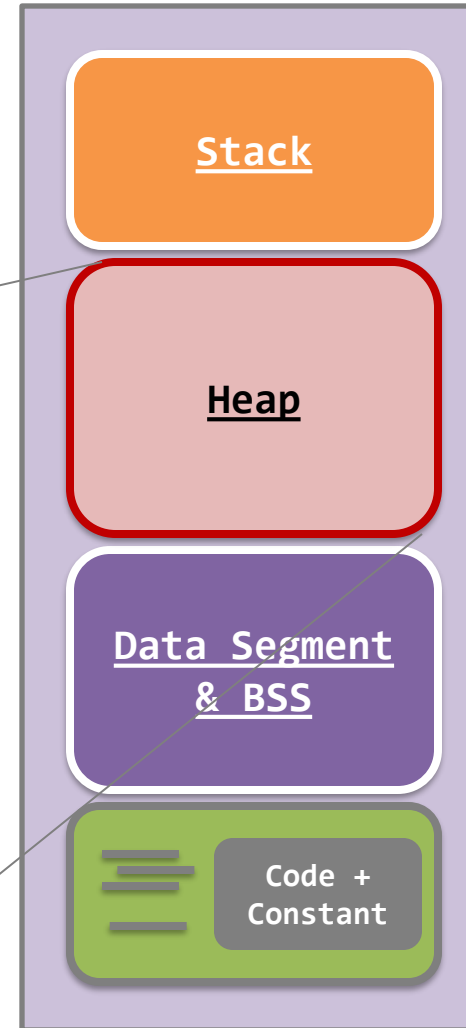 Stack
Heap
Data Segment
& BSS
Code +
Constant